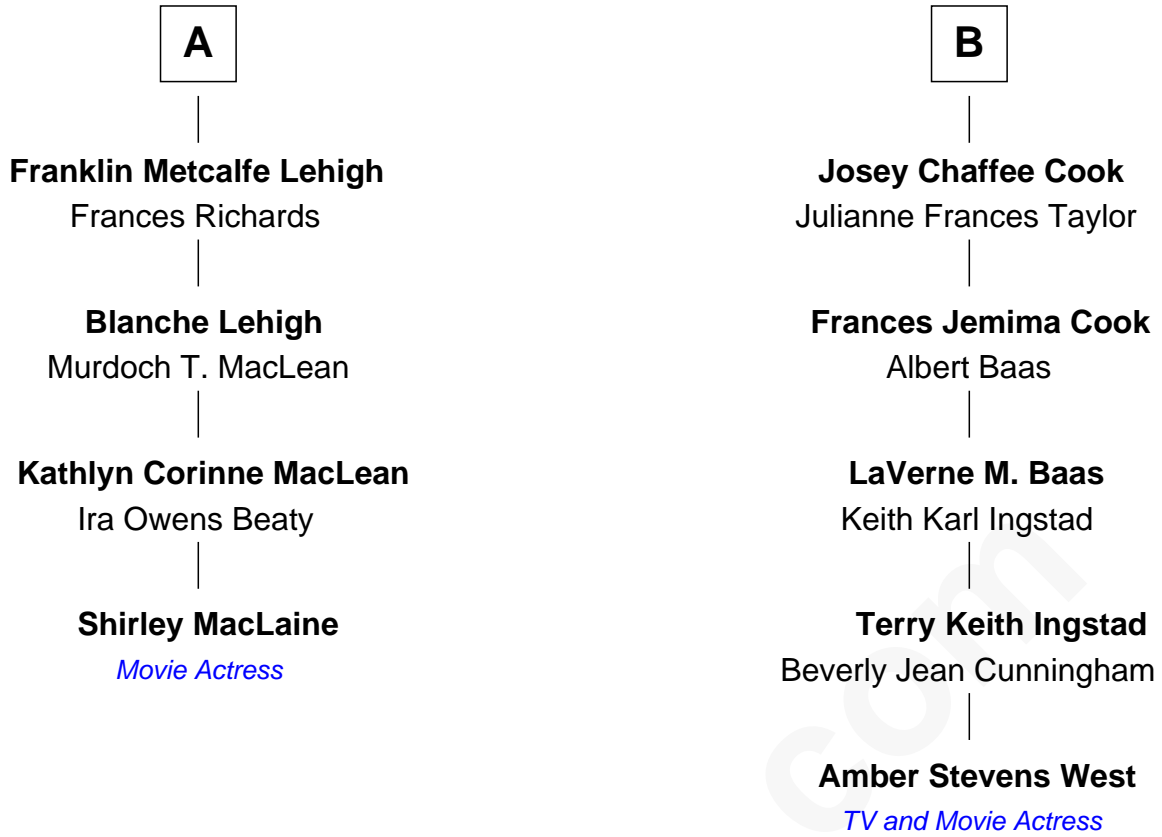 A
Franklin Metcalfe Lehigh
Frances Richards
Blanche Lehigh
Murdoch T. MacLean
Kathlyn Corinne MacLean
Ira Owens Beaty
Shirley MacLaine
Movie Actress
B
Josey Chaffee Cook
Julianne Frances Taylor
Frances Jemima Cook
Albert Baas
LaVerne M. Baas
Keith Karl Ingstad
Terry Keith Ingstad
Beverly Jean Cunningham
Amber Stevens West
TV and Movie Actress
com